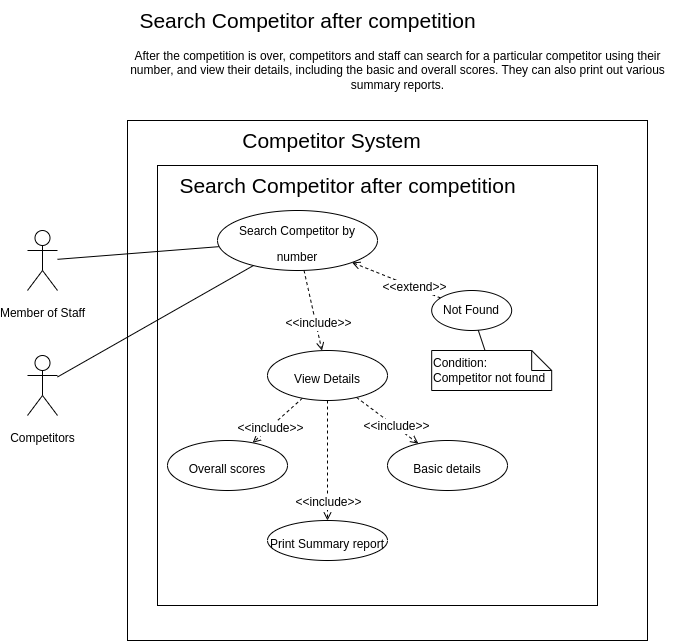 Search Competitor after competition
After the competition is over, competitors and staff can search for a particular competitor using their
number, and view their details, including the basic and overall scores. They can also print out various
summary reports.
Competitor System
Search Competitor after competition
Search Competitor by
number
<<extend>>
Not Found
Member of Staff
<<include>>
Condition:
Competitor not found
View Details
Competitors
<<include>>
<<include>>
Overall scores
Basic details
<<include>>
Print Summary report